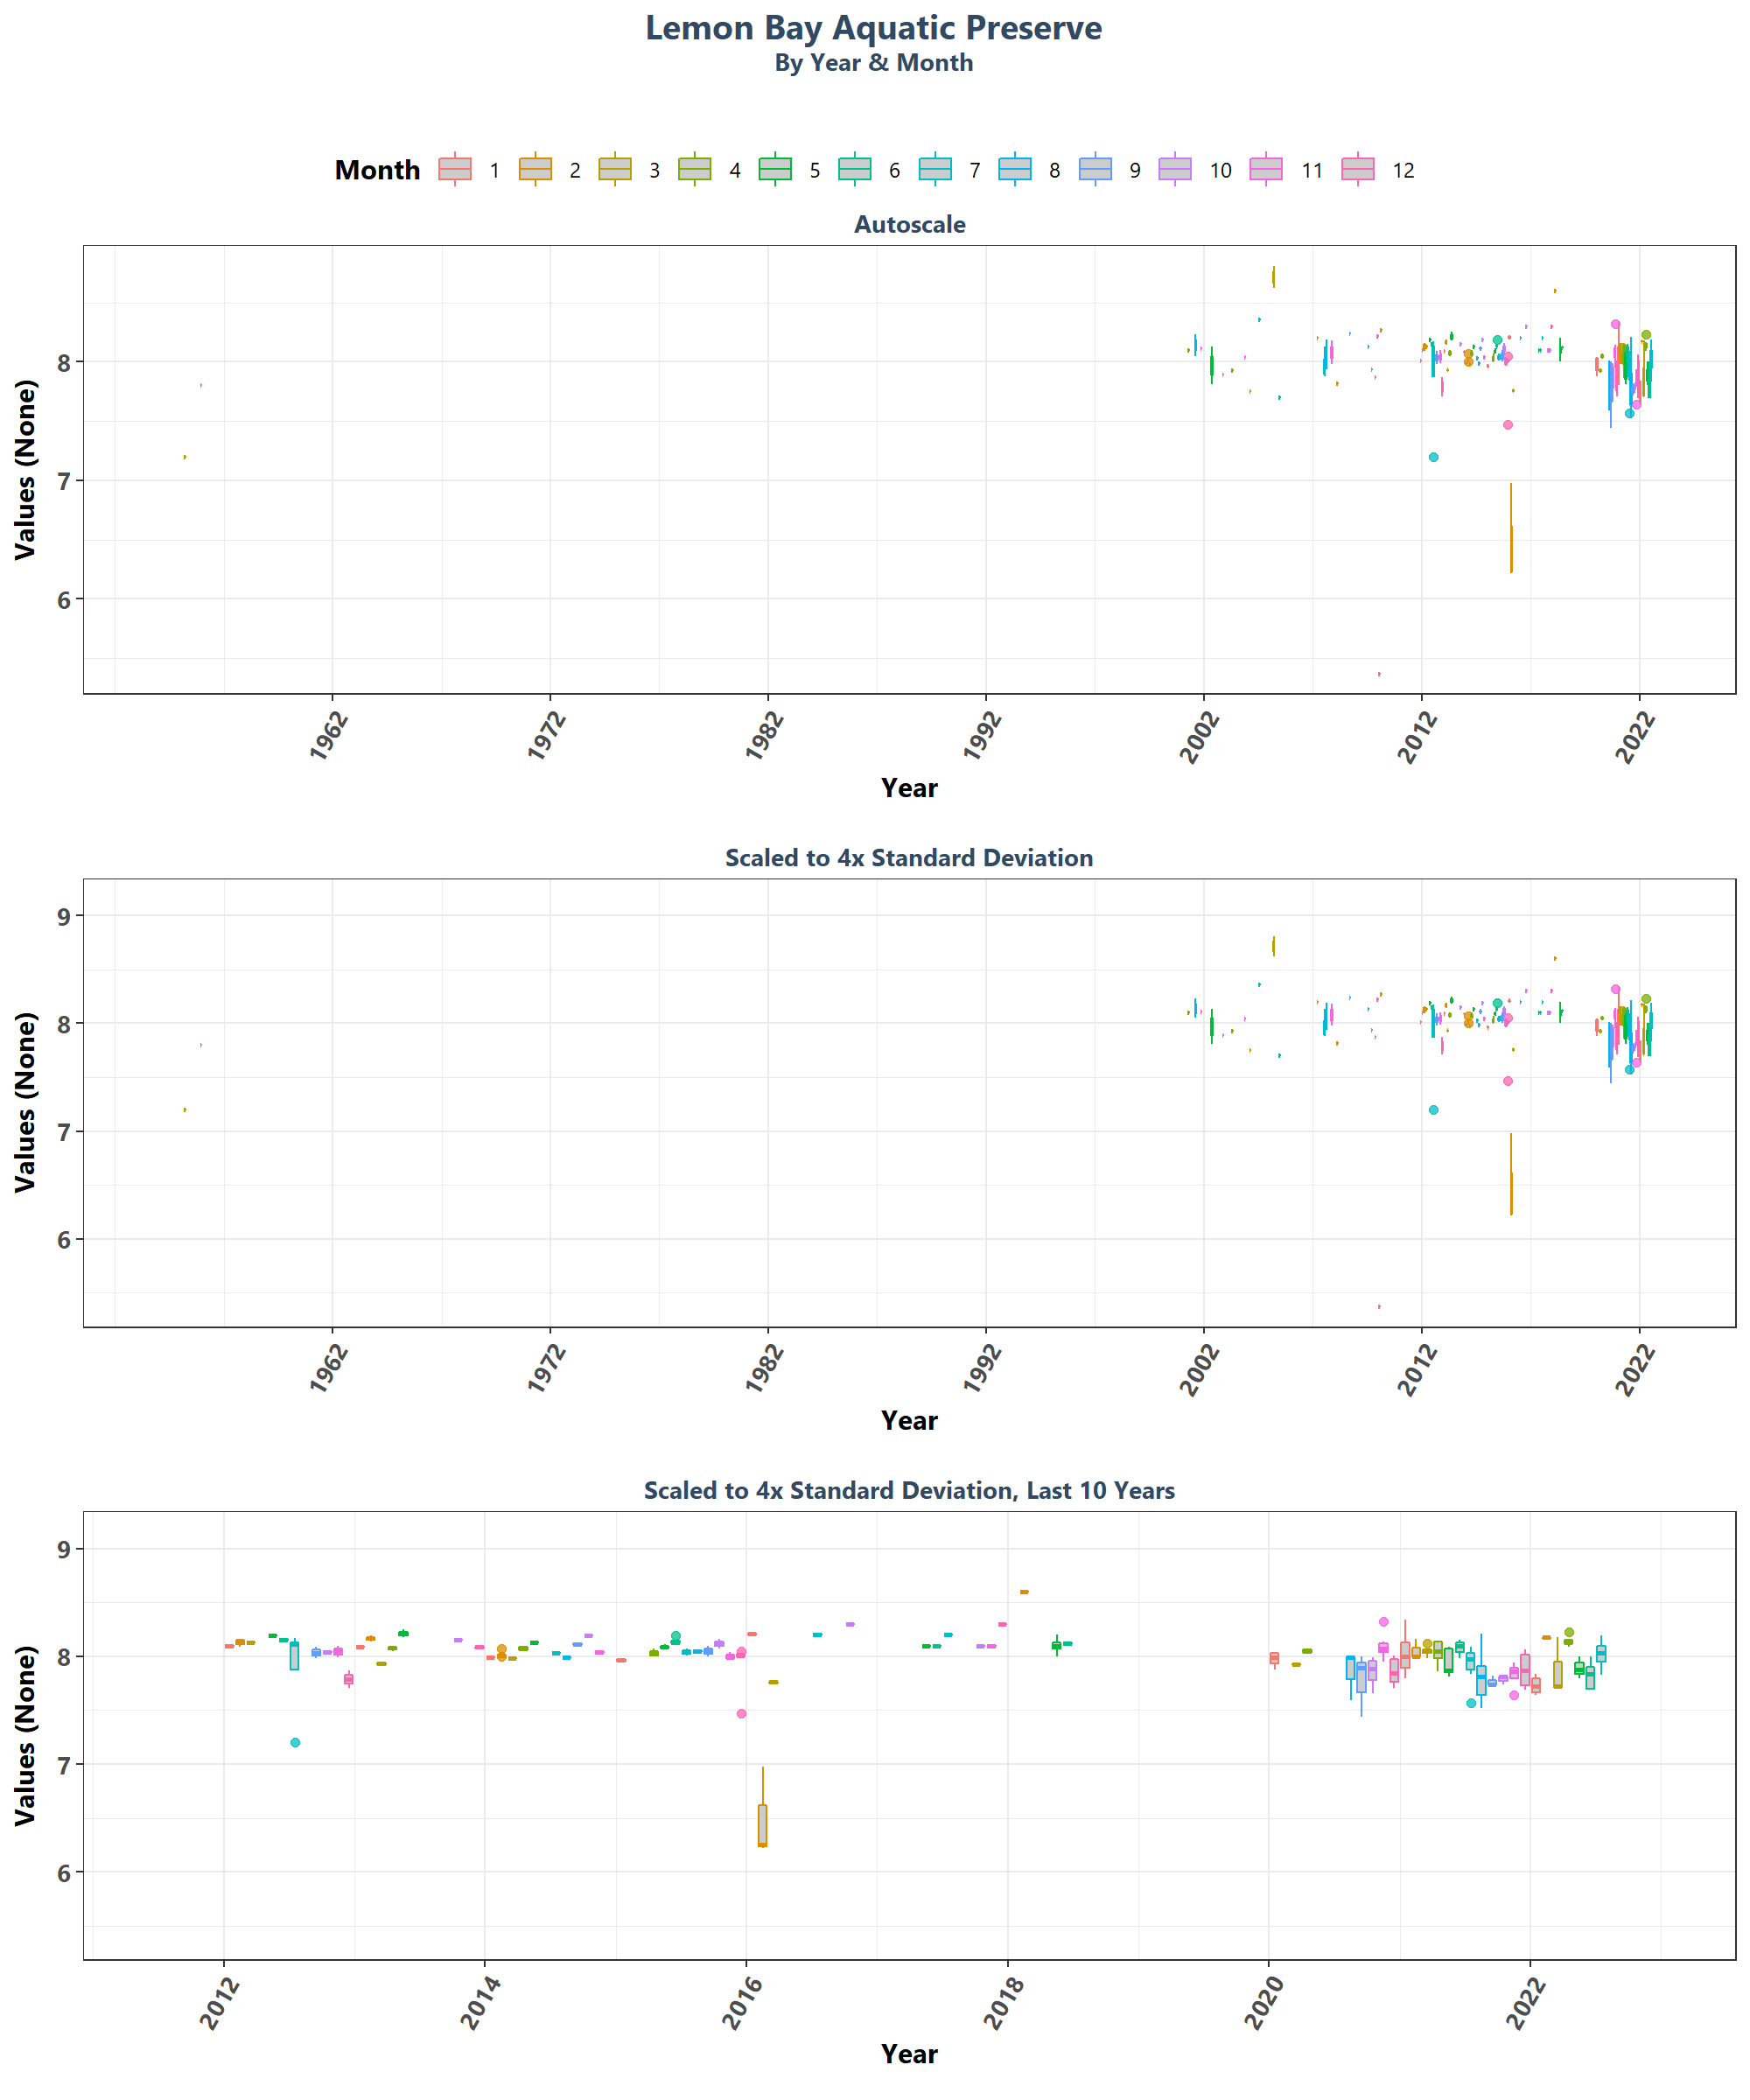 Lemon Bay Aquatic Preserve
By Year & Month
Month 1 2 3 4 5 6 7 8 9 10 11 12
Autoscale
Values (None)
8
7
6
1962 1972 1982 1992 2002 2012 2022
Year
Scaled to 4x Standard Deviation
Values (None)
9
8
7
6
1962 1972 1982 1992 2002 2012 2022
Year
Scaled to 4x Standard Deviation, Last 10 Years
Values (None)
9
8
7
6
2012 2014 2016 2018 2020 2022
Year